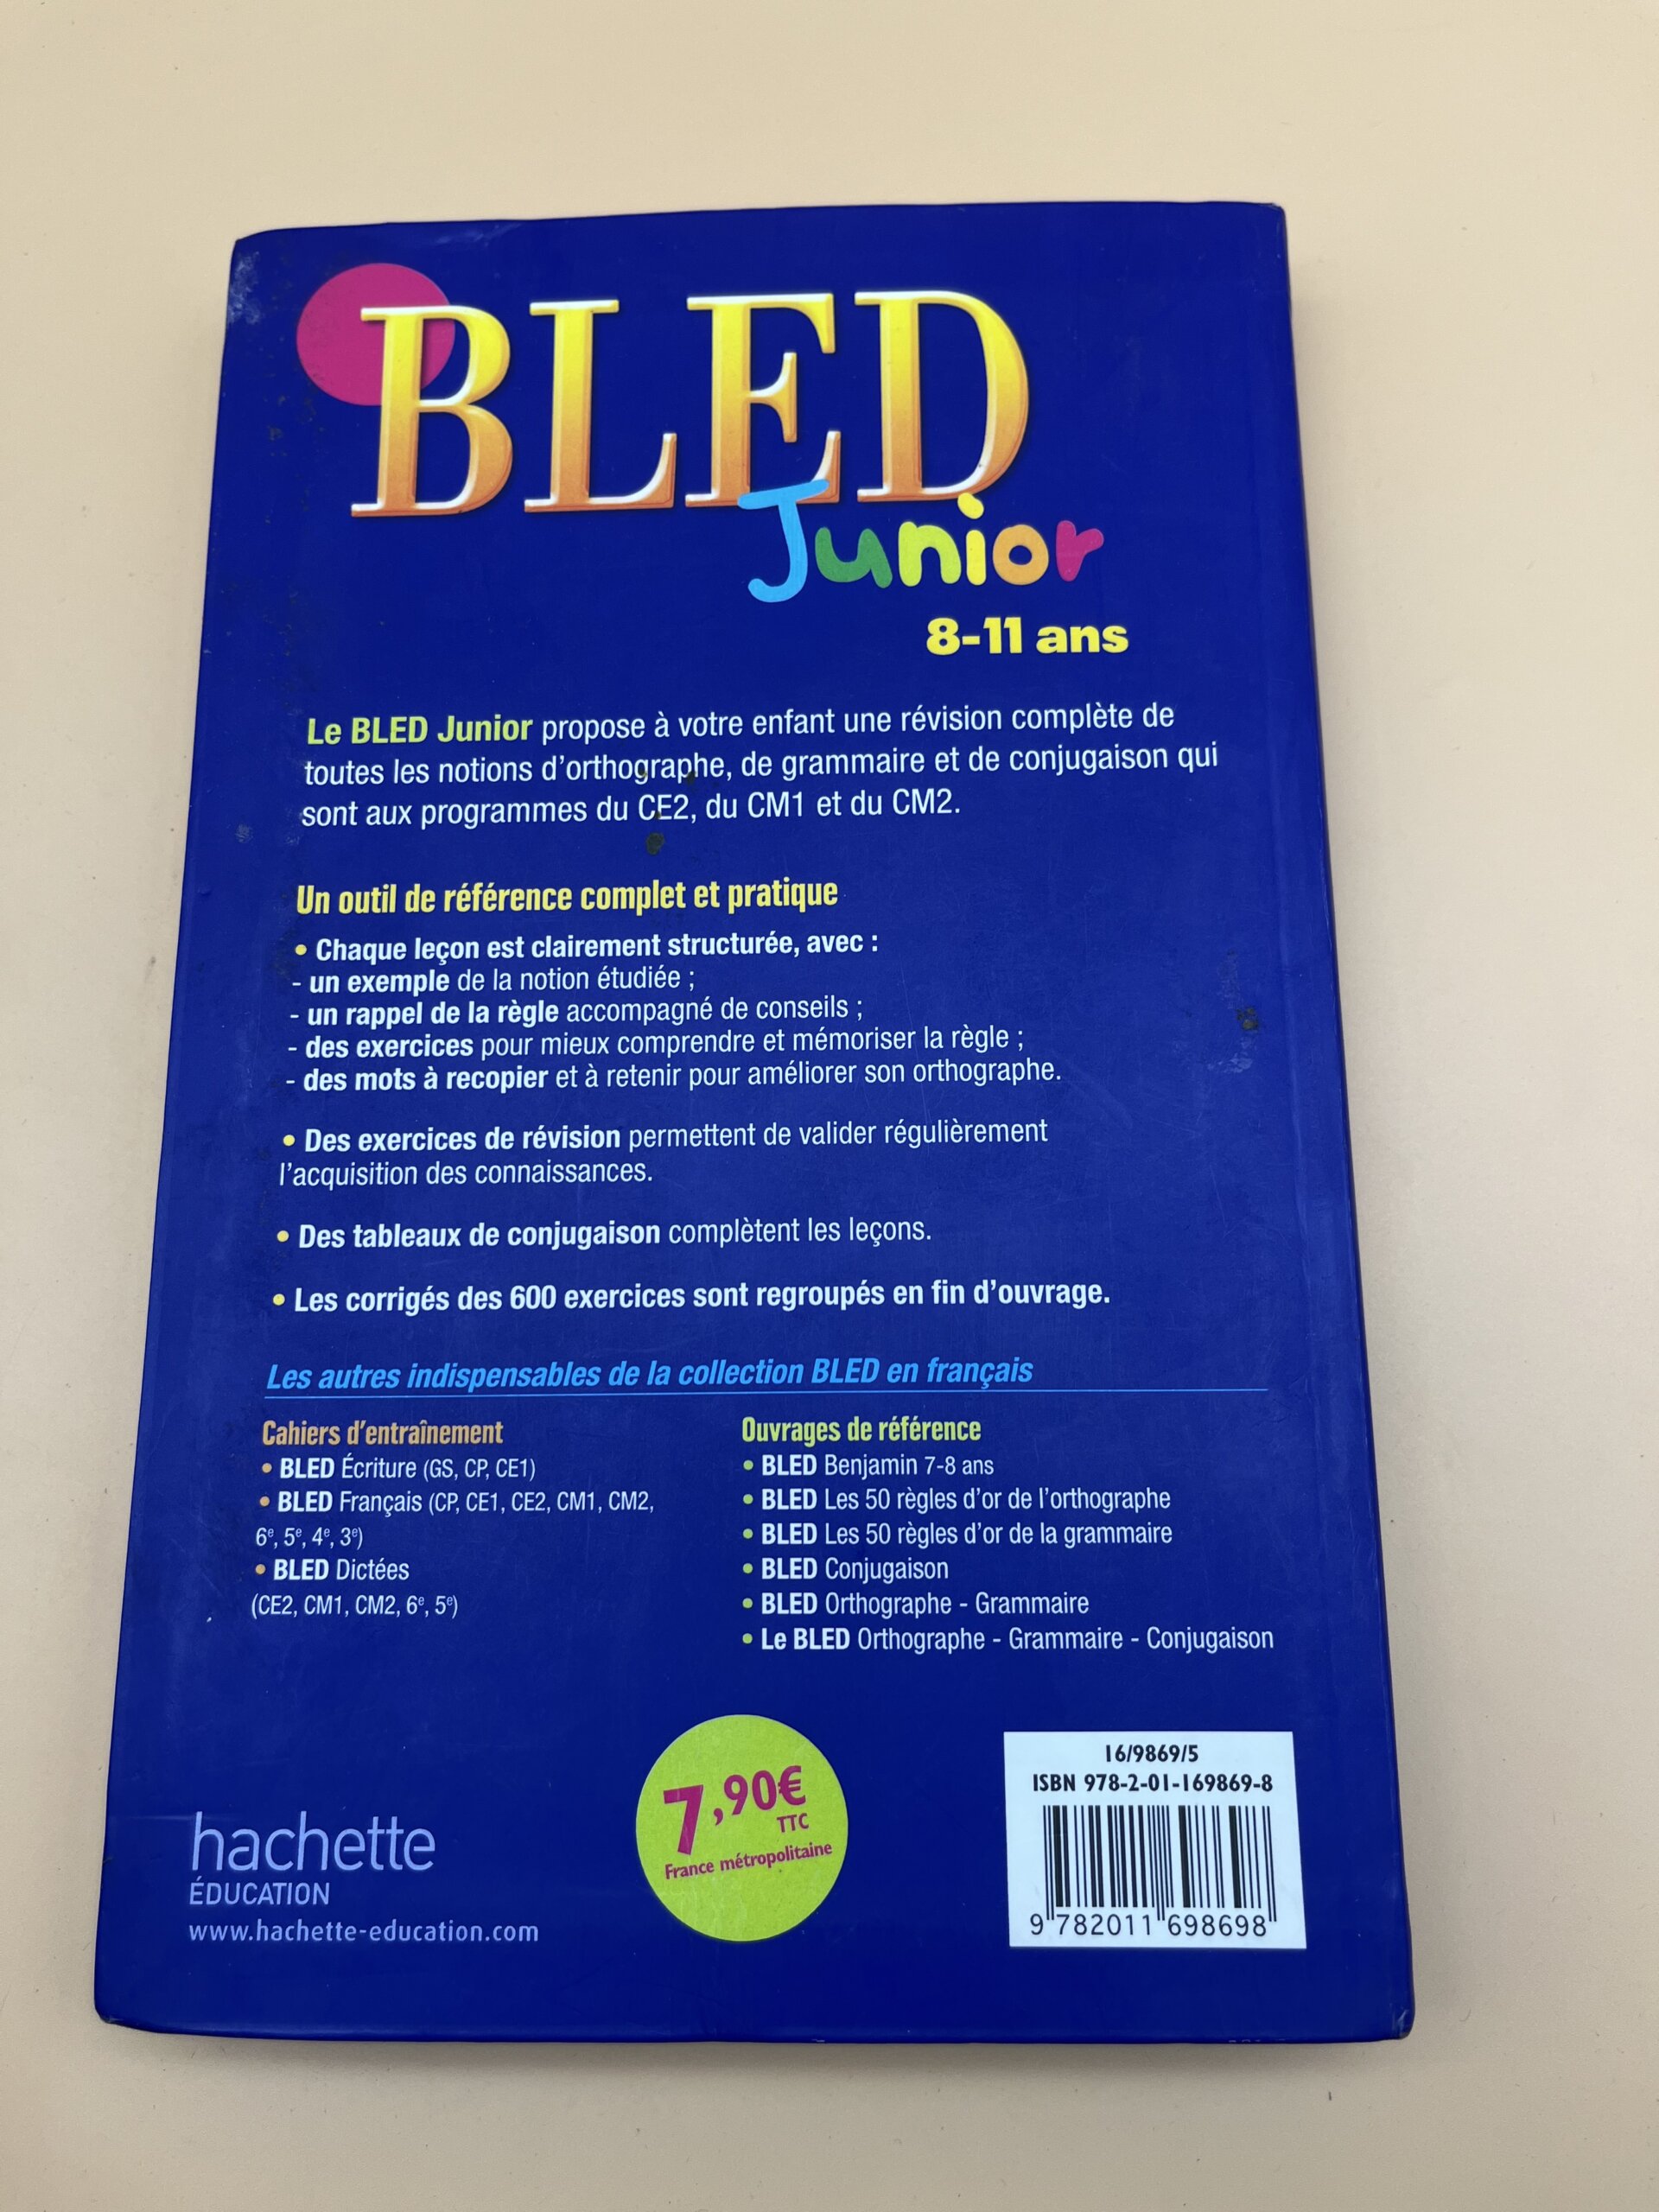 BLED
Junior
8-11 ans
Le BLED Junior propose à votre enfant une révision complète de
toutes les notions d'orthographe, de grammaire et de conjugaison qui
sont aux programmes du CE2, du CM1 et du CM2.
Un outil de référence complet et pratique
• Chaque leçon est clairement structurée, avec :
- un exemple de la notion étudiée ;
- un rappel de la règle accompagné de conseils ;
- des exercices pour mieux comprendre et mémoriser la règle ;
- des mots à recopier et à retenir pour améliorer son orthographe.
• Des exercices de révision permettent de valider régulièrement
l'acquisition des connaissances.
• Des tableaux de conjugaison complètent les leçons.
• Les corrigés des 600 exercices sont regroupés en fin d'ouvrage.
Les autres indispensables de la collection BLED en français
Cahiers d'entraînement
• BLED Écriture (GS, CP, CE1)
• BLED Français (CP, CE1, CE2, CM1, CM2,
6e, 5e, 4e, 3e)
• BLED Dictées
(CE2, CM1, CM2, 6e, 5e)
Ouvrages de référence
• BLED Benjamin 7-8 ans
• BLED Les 50 règles d'or de l'orthographe
• BLED Les 50 règles d'or de la grammaire
• BLED Conjugaison
• BLED Orthographe - Grammaire
• Le BLED Orthographe - Grammaire - Conjugaison
hachette
ÉDUCATION
www.hachette-education.com
7,90€
TTC
France métropolitaine
16/9869/5
ISBN 978-2-01-169869-8
9 782011 698698